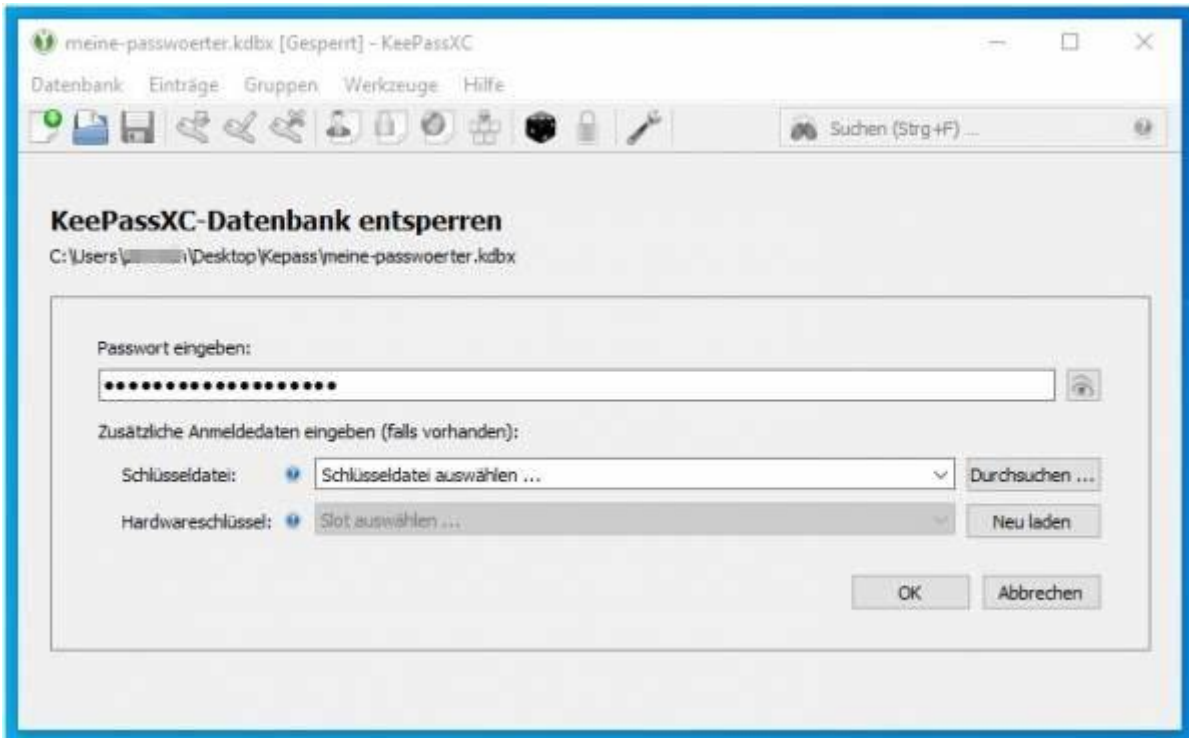 meine-passwoerter.kdbx [Gesperrt] - KeePassXC
Datenbank Einträge Gruppen Werkzeuge Hilfe
Suchen (Strg+F) ...
KeePassXC-Datenbank entsperren
C:\Users\ \Desktop\Kepass\meine-passwoerter.kdbx
Passwort eingeben:
Zusätzliche Anmeldedaten eingeben (falls vorhanden):
Schlüsseldatei: Schlüsseldatei auswählen ... Durchsuchen ...
Hardwareschlüssel: Slot auswählen ... Neu laden
OK Abbrechen